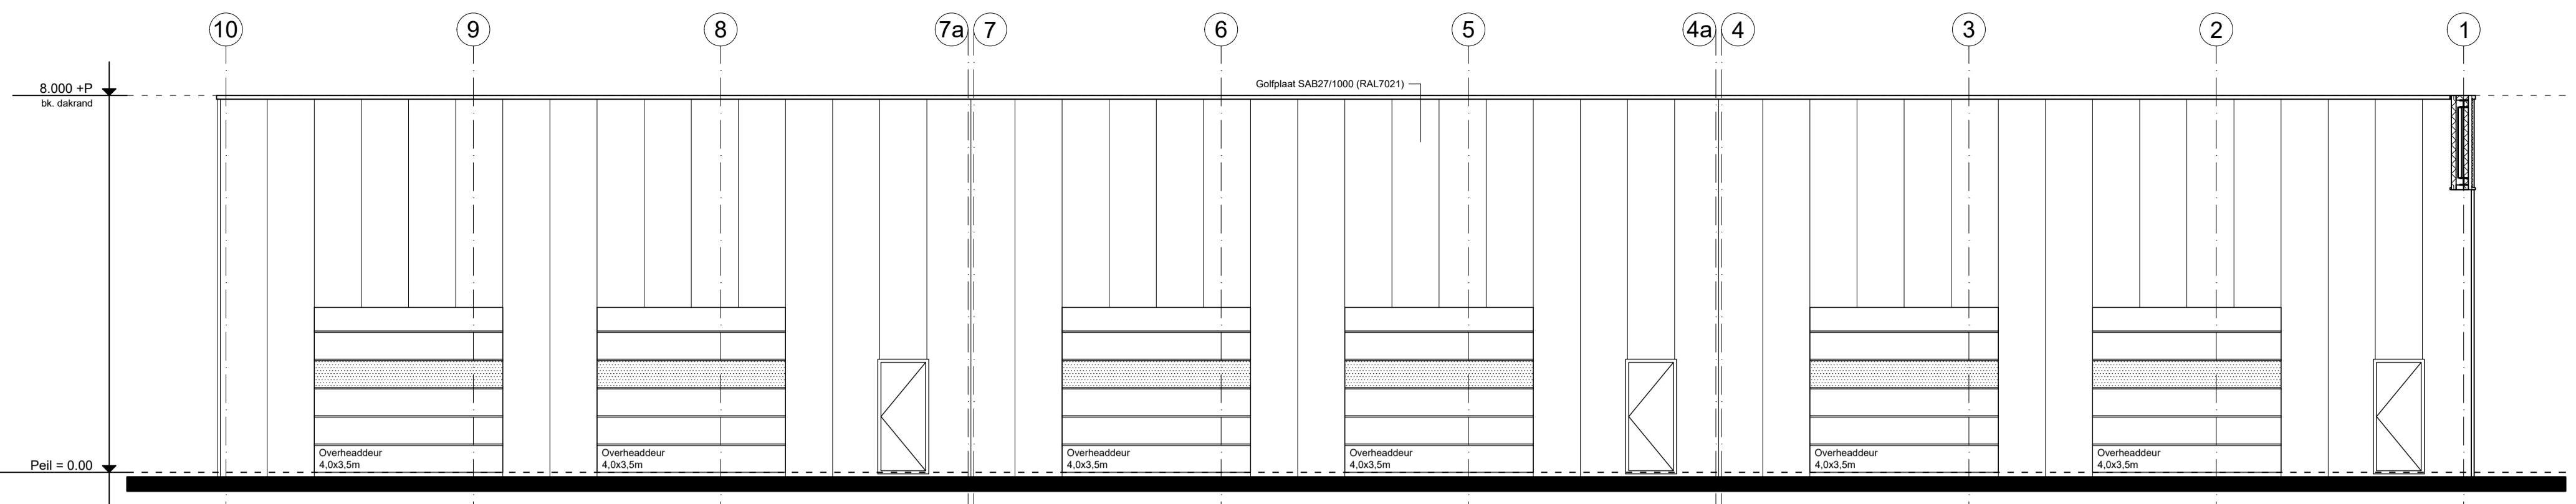 10
9
8
7a
7
6
5
4a
4
3
2
1
8.000 +P
bk. dakrand
Golfplaat SAB27/1000 (RAL7021)
Peil = 0.00
Overheaddeur
4,0x3,5m
Overheaddeur
4,0x3,5m
Overheaddeur
4,0x3,5m
Overheaddeur
4,0x3,5m
Overheaddeur
4,0x3,5m
Overheaddeur
4,0x3,5m